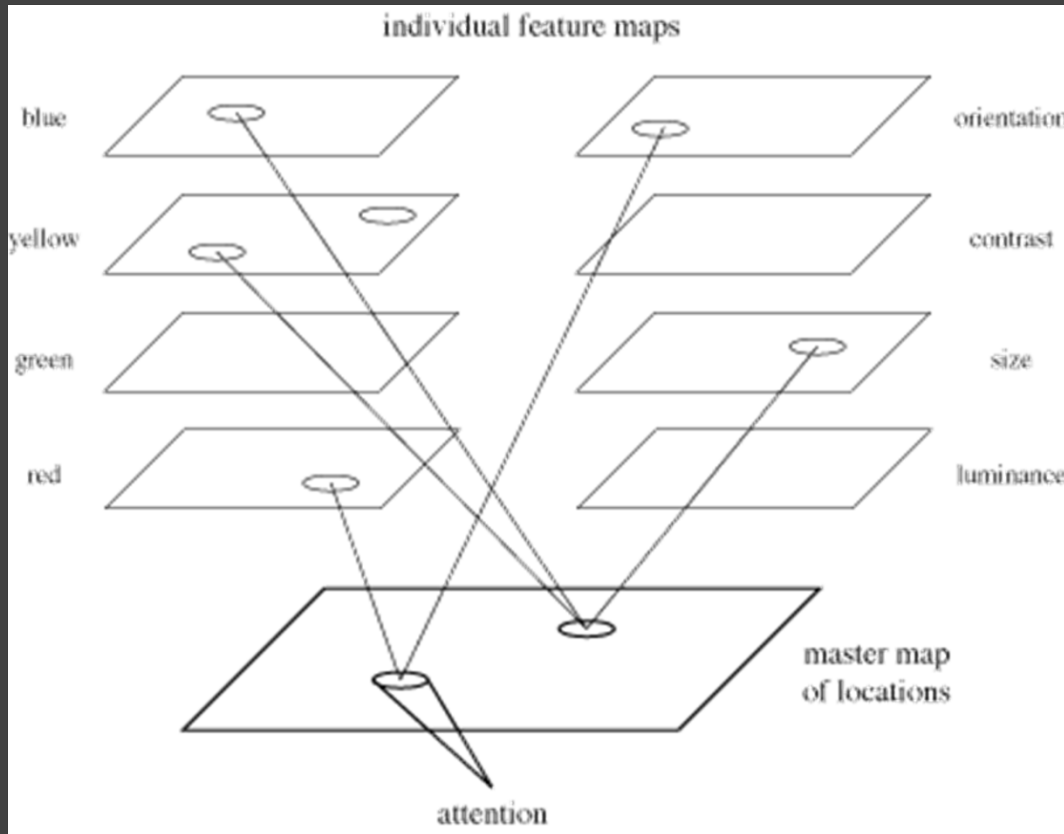 individual feature maps
blue
orientation
yellow
contrast
green
size
red
luminance
master map
of locations
attention